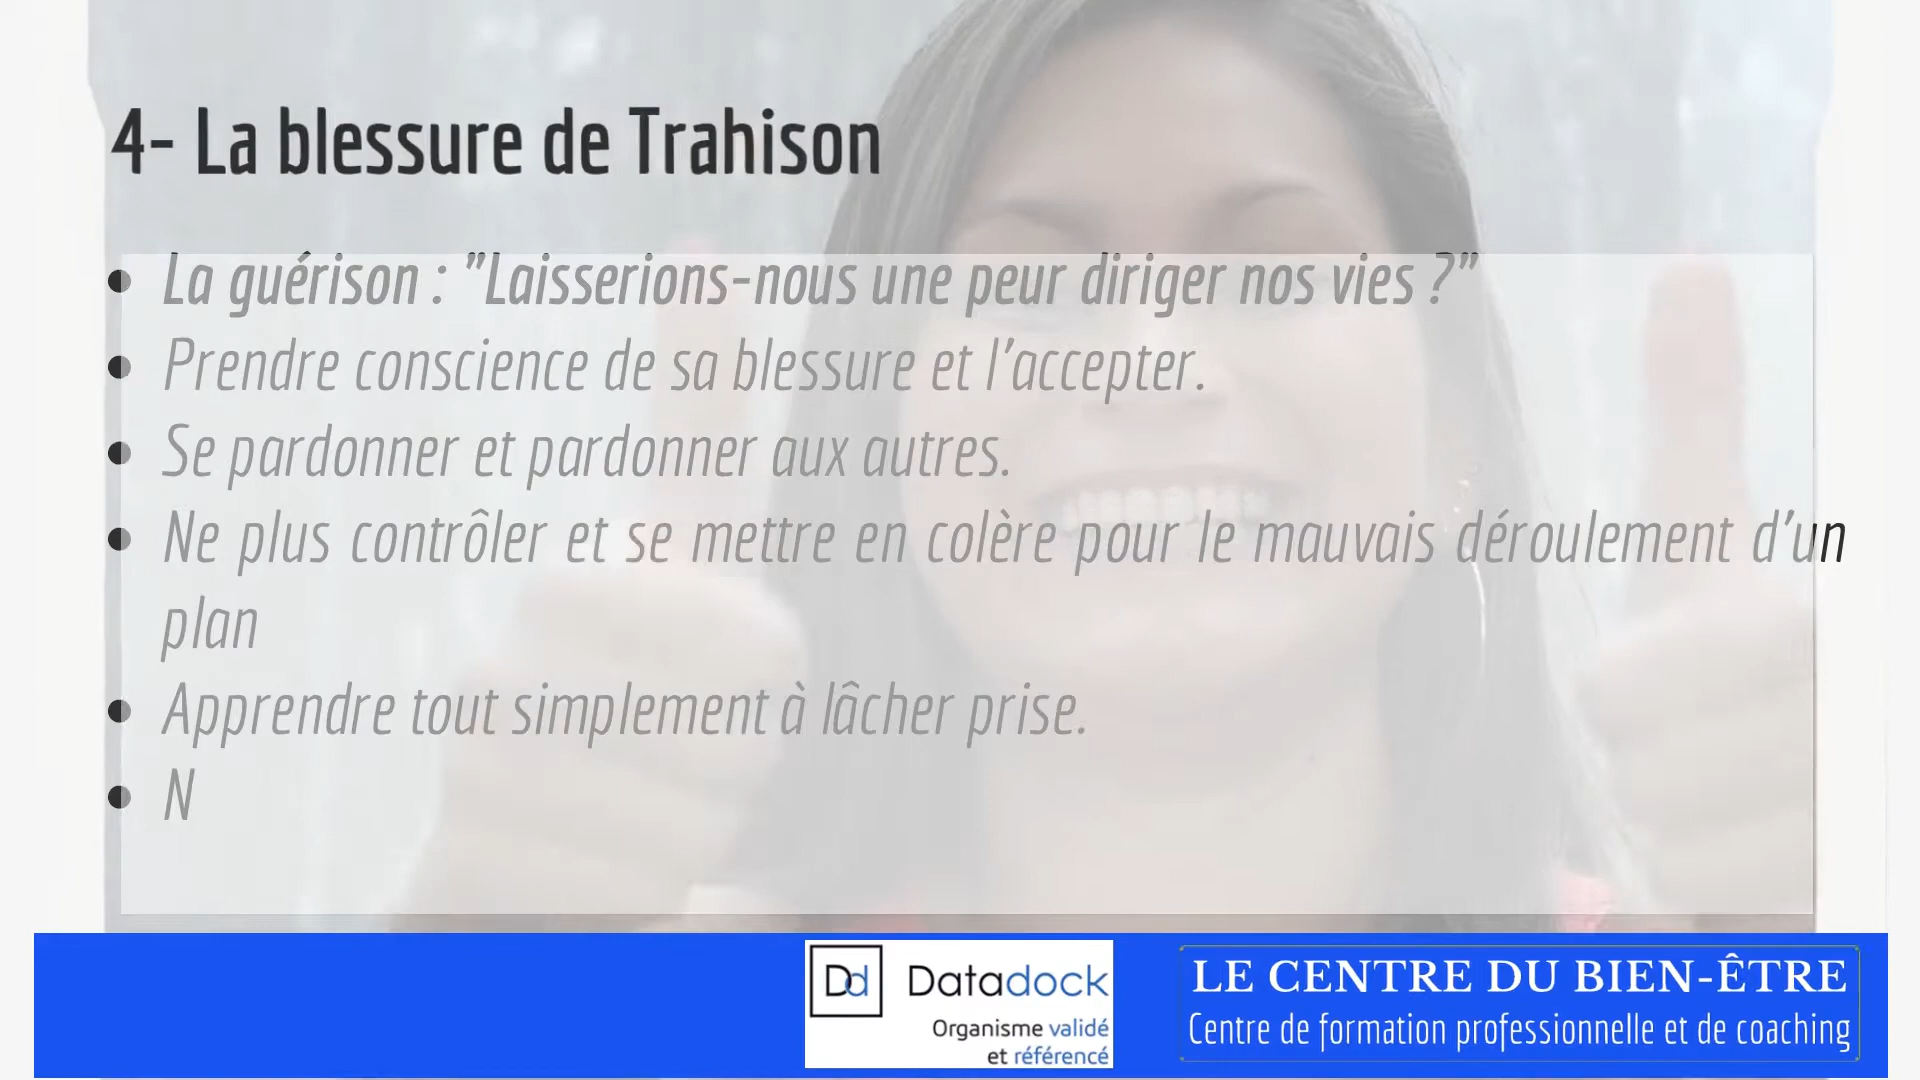 4- La blessure de Trahison
• La guérison : "Laisserions-nous une peur diriger nos vies ?"
• Prendre conscience de sa blessure et l'accepter.
• Se pardonner et pardonner aux autres.
• Ne plus contrôler et se mettre en colère pour le mauvais déroulement d'un
plan
• Apprendre tout simplement à lâcher prise.
• N
Dd Datadock
Organisme validé
et référencé
LE CENTRE DU BIEN-ÊTRE
Centre de formation professionnelle et de coaching